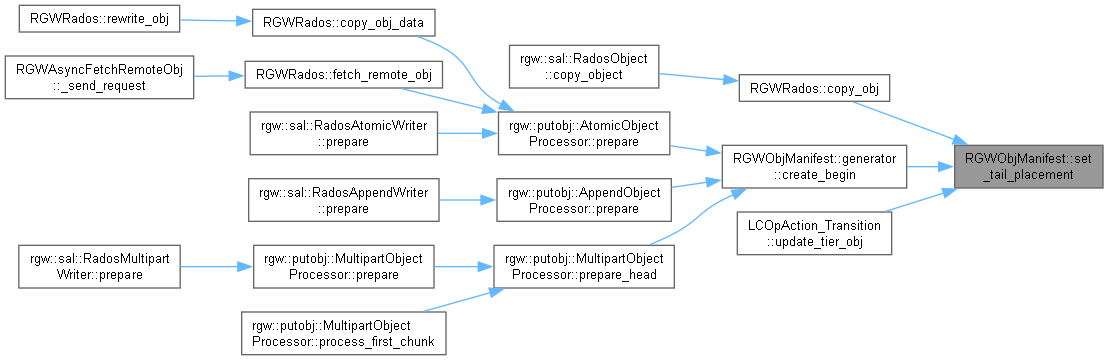 RGWRados::rewrite_obj
RGWRados::copy_obj_data
RGWAsyncFetchRemoteObj
::_send_request
RGWRados::fetch_remote_obj
rgw::sal::RadosObject
::copy_object
RGWRados::copy_obj
rgw::sal::RadosAtomicWriter
::prepare
rgw::putobj::AtomicObject
Processor::prepare
RGWObjManifest::generator
::create_begin
RGWObjManifest::set
_tail_placement
rgw::sal::RadosAppendWriter
::prepare
rgw::putobj::AppendObject
Processor::prepare
LCOpAction_Transition
::update_tier_obj
rgw::sal::RadosMultipart
Writer::prepare
rgw::putobj::MultipartObject
Processor::prepare
rgw::putobj::MultipartObject
Processor::prepare_head
rgw::putobj::MultipartObject
Processor::process_first_chunk